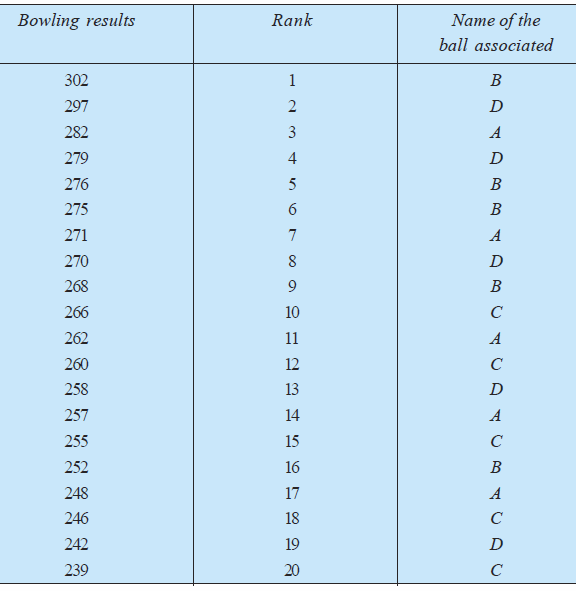 Bowling results Rank Name of the
ball associated
302 1 B
297 2 D
282 3 A
279 4 D
276 5 B
275 6 B
271 7 A
270 8 D
268 9 B
266 10 C
262 11 A
260 12 C
258 13 D
257 14 A
255 15 C
252 16 B
248 17 A
246 18 C
242 19 D
239 20 C